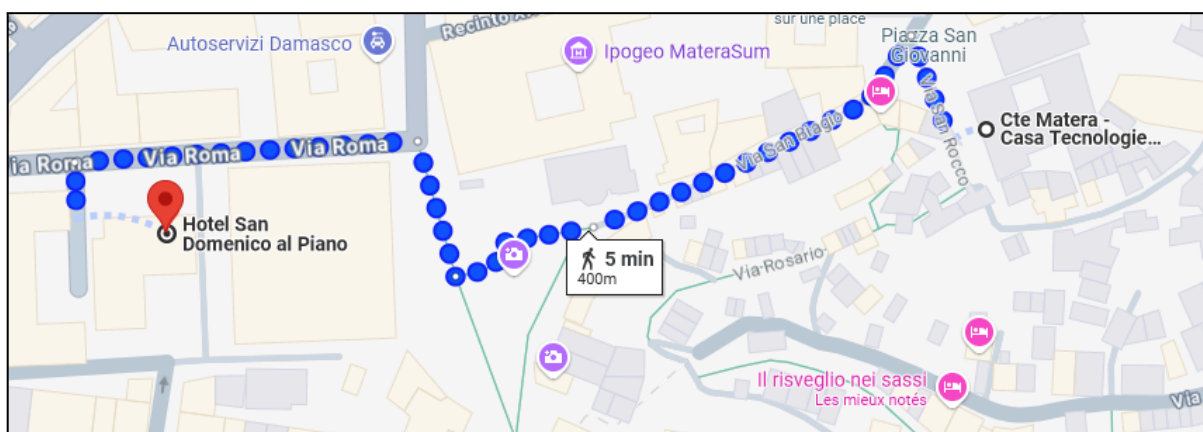 sur une place
Recinto
Piazza San
Giovanni
Autoservizi Damasco
Ipogeo MateraSum
Via San Rocco
Cte Matera -
Casa Tecnologie...
Via San Biagio
Via Roma
Via Roma
Via Roma
Hotel San
Domenico al Piano
5 min
400m
Via Rosario
Il risveglio nei sassi
Les mieux notés
Via